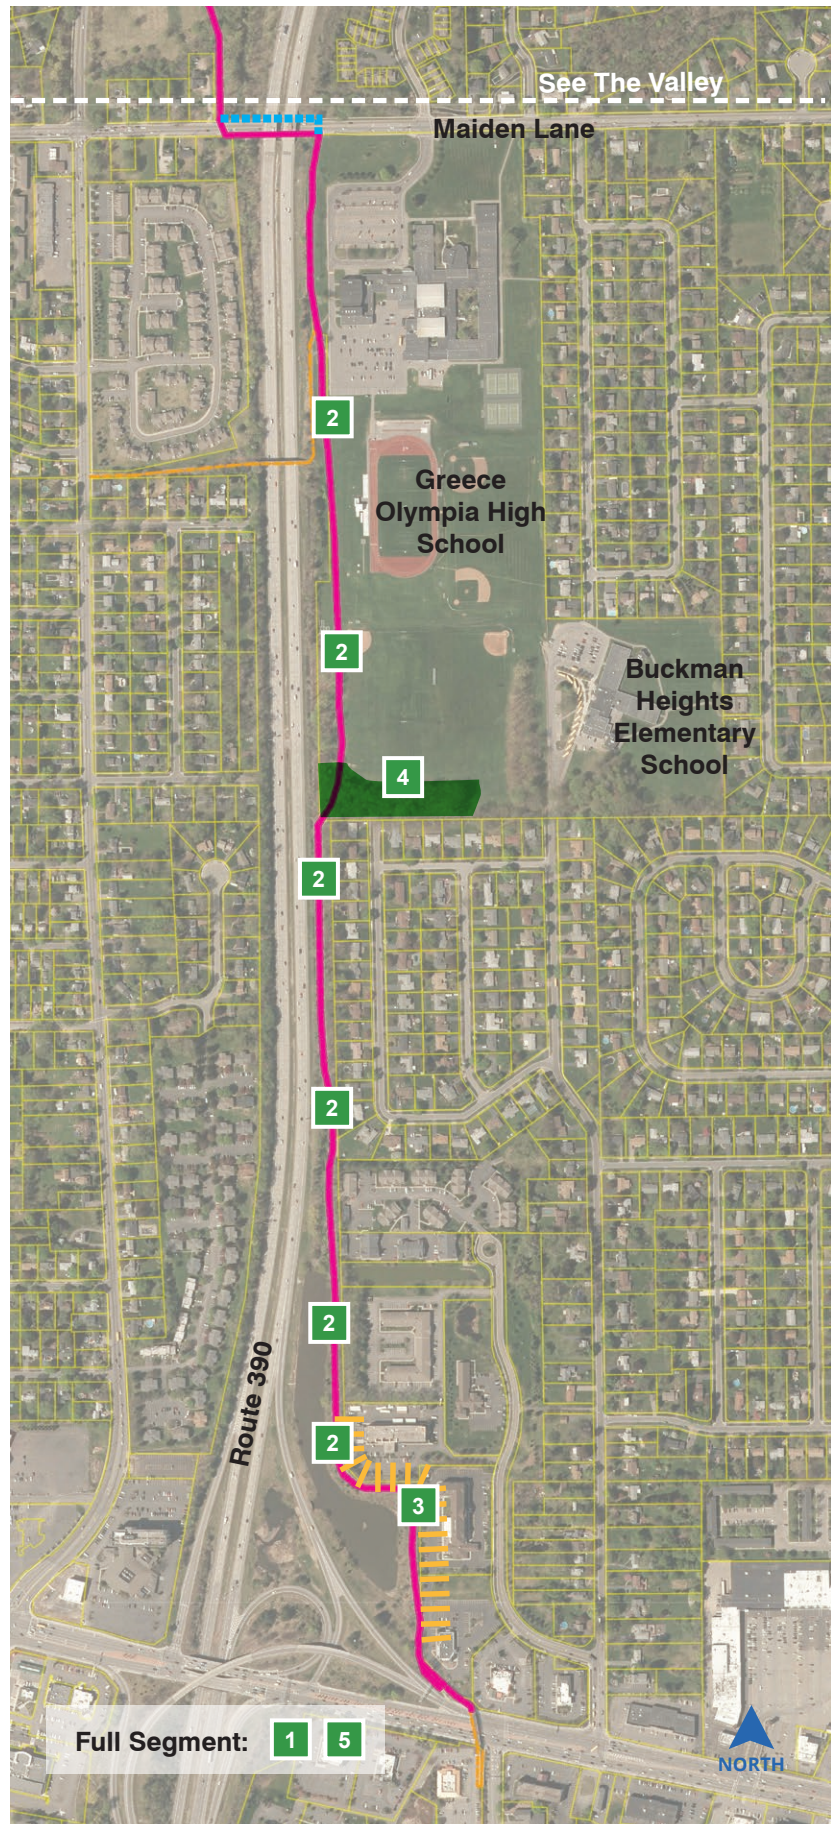 See The Valley
Maiden Lane
2
Greece
Olympia High
School
2
Buckman
Heights
Elementary
School
4
2
2
2
Route 390
2
3
Full Segment: 1 5
NORTH